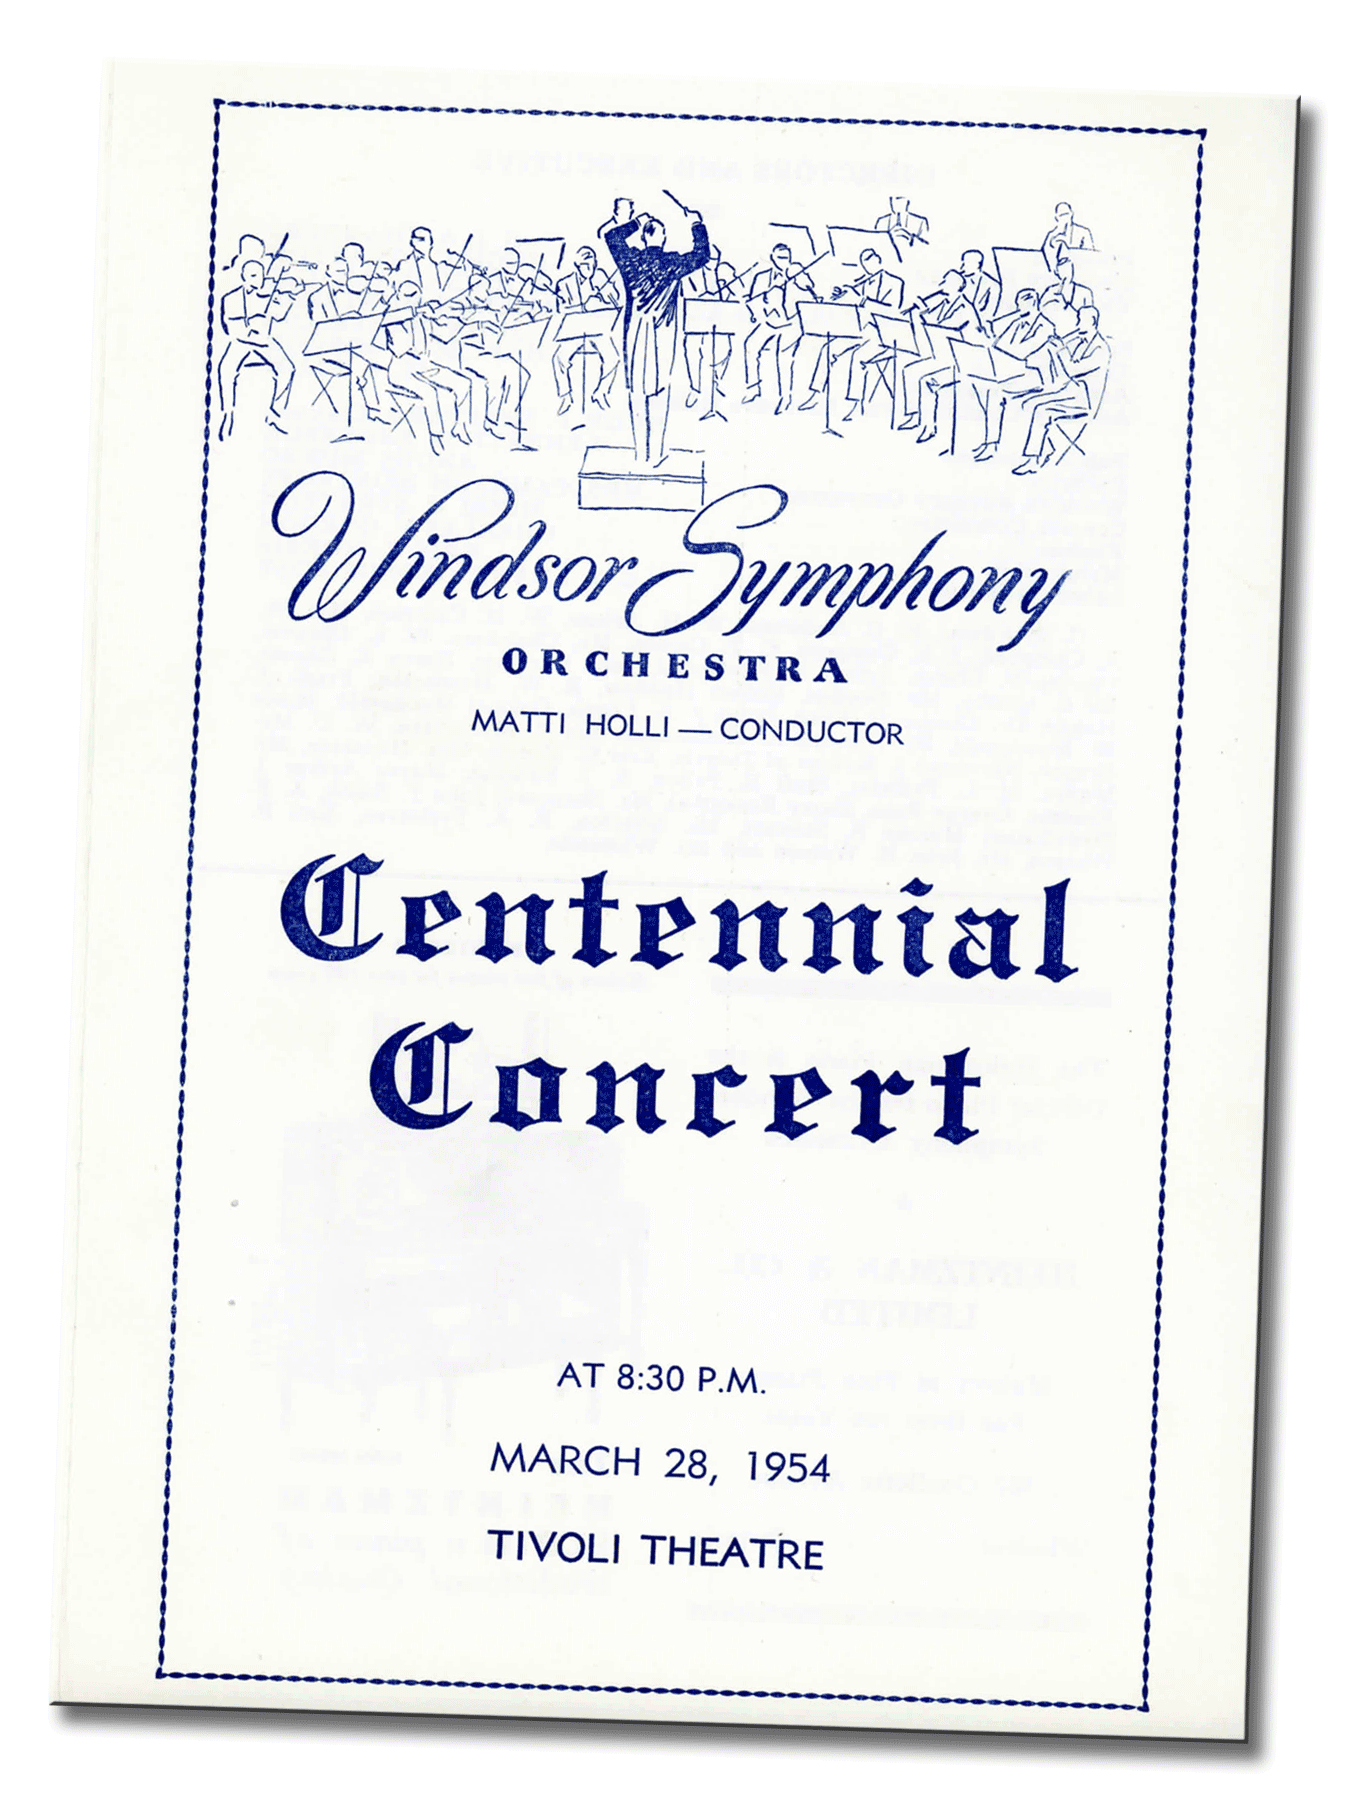 Windsor Symphony
ORCHESTRA
MATTI HOLLI — CONDUCTOR
Centennial
Concert
AT 8:30 P.M.
MARCH 28, 1954
TIVOLI THEATRE